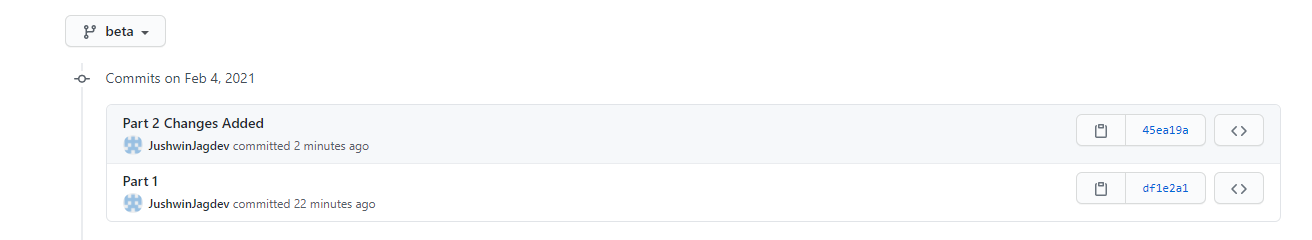 beta
Commits on Feb 4, 2021
Part 2 Changes Added
45ea19a
JushwinJagdev committed 2 minutes ago
Part 1
df1e2a1
JushwinJagdev committed 22 minutes ago